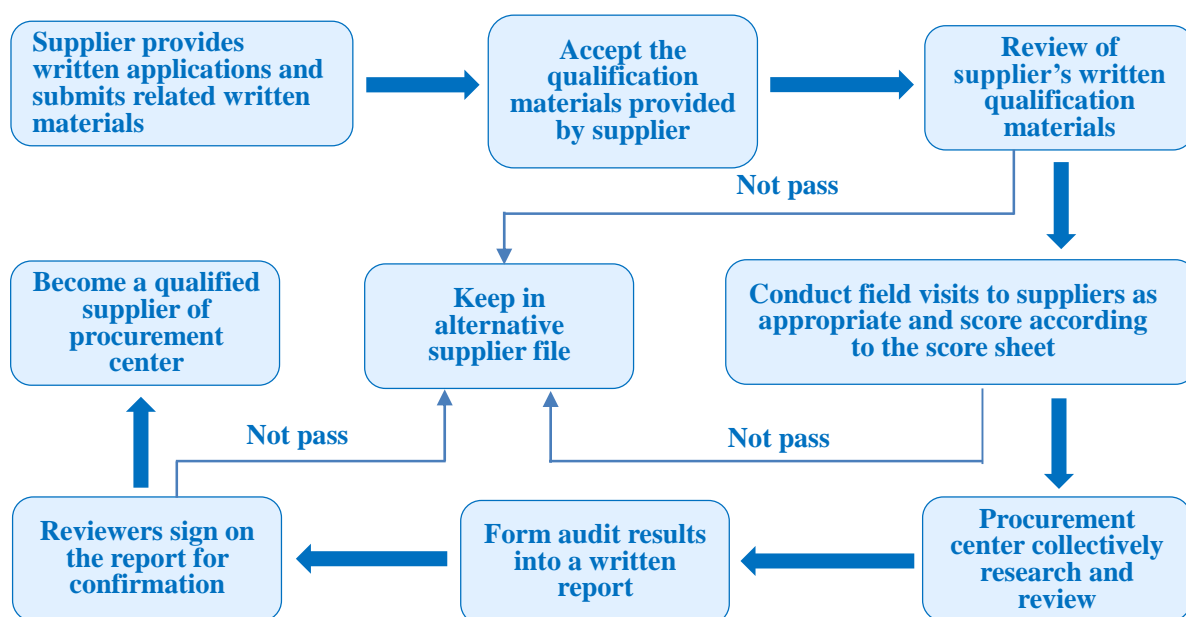 Supplier provides
written applications and
submits related written
materials
Accept the
qualification
materials provided
by supplier
Review of
supplier's written
qualification
materials
Not pass
Become a qualified
supplier of
procurement
center
Keep in
alternative
supplier file
Conduct field visits to suppliers as
appropriate and score according
to the score sheet
Not pass
Not pass
Reviewers sign on
the report for
confirmation
Form audit results
into a written
report
Procurement
center collectively
research and
review